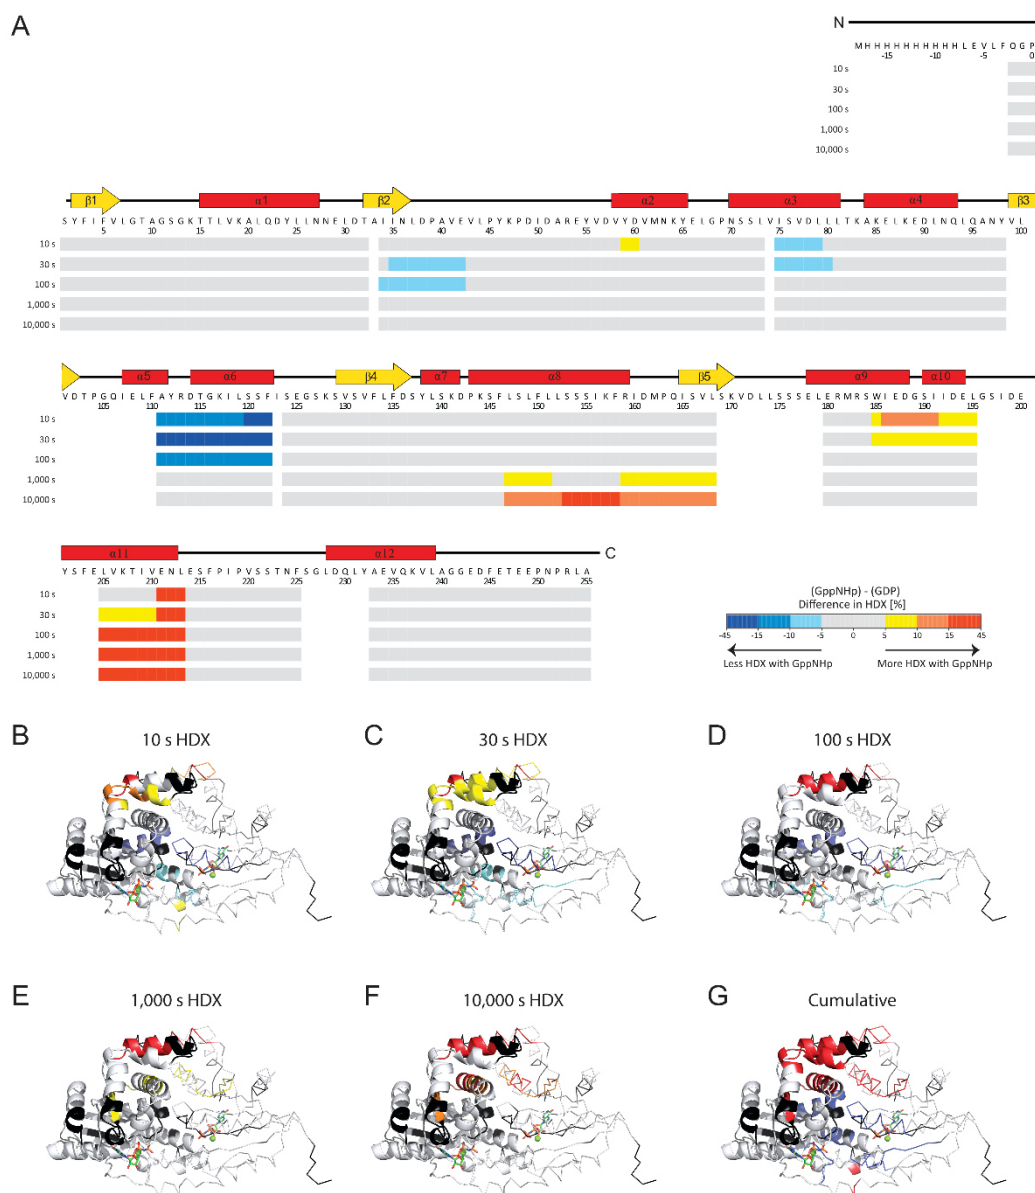 A
N
M H H H H H H H H H H L E V L F Q G P
-15 -10 -5 0
10 s
30 s
100 s
1,000 s
10,000 s
β1 α1 β2 α2 α3 α4 β3
S Y F I F V L G T A G S G K T T L V K A L Q D Y L I N N E L D T A I I N L D P A V E V L P Y K P D I D A R E Y V D V Y D V M N K Y E L G P N S S L V I S V D L L L T K A K E L K E D L N Q L Q A N Y V L
5 10 15 20 25 30 35 40 45 50 55 60 65 70 75 80 85 90 95 100
10 s
30 s
100 s
1,000 s
10,000 s
α5 α6 β4 α7 α8 β5 α9 α10
V D T P G Q I E L F A Y R D T G K I L S S F I S E G S K S V S V F L F D S Y L S K D P K S F V S S L L L S S S I K F R I D M P Q I S V L S K V D L L S S S E L E R M R S W I E D G S I I E L G S I D E
105 110 115 120 125 130 135 140 145 150 155 160 165 170 175 180 185 190 195 200
10 s
30 s
100 s
1,000 s
10,000 s
α11 α12 C
Y S F E L V K T I V E N L E S F P I P V S S T N F S G L D Q L Y A E V Q K V L A G G E D F E T E E P N P R L A
205 210 215 220 225 230 235 240 245 250 255
10 s
30 s
100 s
1,000 s
10,000 s
(GppNHp) - (GDP)
Difference in HDX [%]
-45 -15 -10 -5 0 5 10 15 45
Less HDX with GppNHp More HDX with GppNHp
B 10 s HDX
C 30 s HDX
D 100 s HDX
E 1,000 s HDX
F 10,000 s HDX
G Cumulative